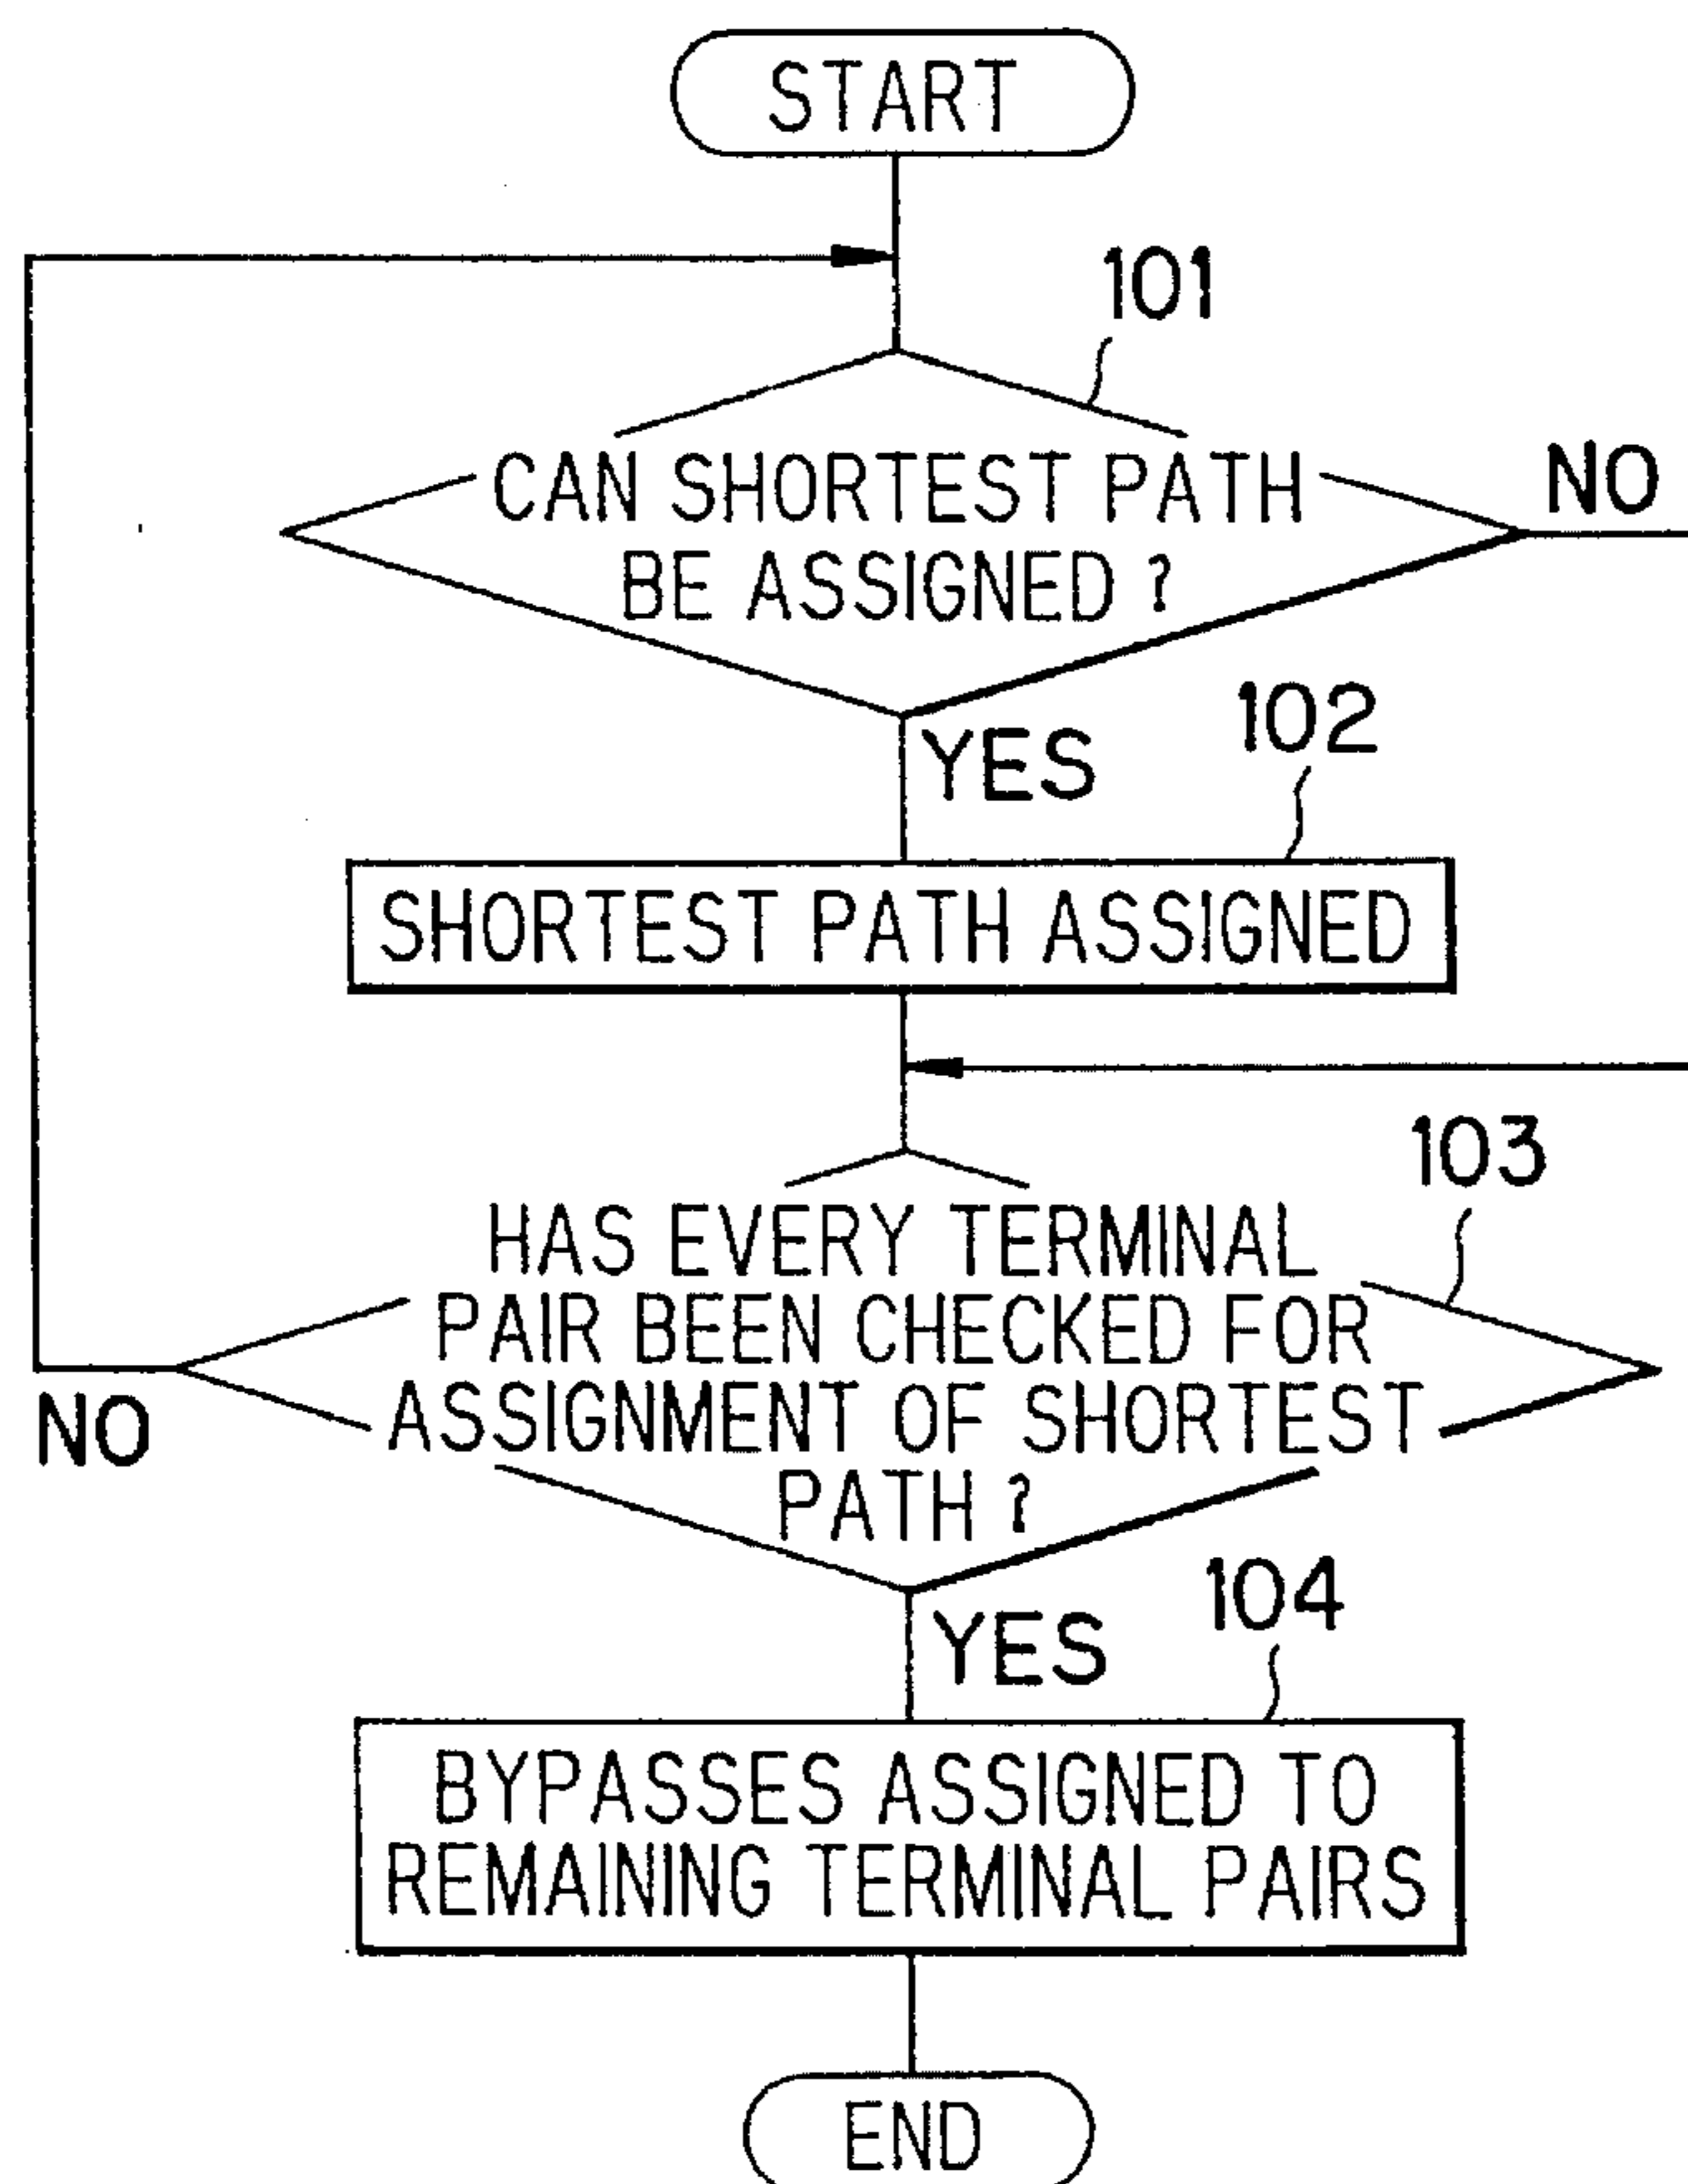 START
101
CAN SHORTEST PATH
NO
BE ASSIGNED ?
YES
102
SHORTEST PATH ASSIGNED
103
HAS EVERY TERMINAL
PAIR BEEN CHECKED FOR
ASSIGNMENT OF SHORTEST
NO
PATH ?
104
YES
BYPASSES ASSIGNED TO
REMAINING TERMINAL PAIRS
END